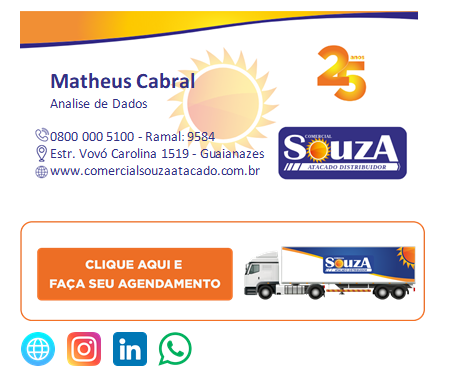 25 anos
Matheus Cabral
Analise de Dados
0800 000 5100 - Ramal: 9584
Estr. Vovó Carolina 1519 - Guaianazes
www.comercialsouzaatacado.com.br
COMERCIAL
SOUZA
ATACADO DISTRIBUIDOR
CLIQUE AQUI E
FAÇA SEU AGENDAMENTO
SOUZA
in